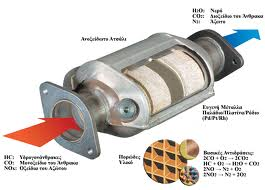 H₂O: Νερό
CO₂: Διοξείδιο του Άνθρακα
N₂: Άζωτο
Ανοξείδωτο Ατσάλι
Ευγενή Μέταλλα
Παλλάδιο/Πλατίνα/Ρόδιο
(Pd/Pt/Rh)
HC: Υδρογονάνθρακες
CO: Μονοξείδιο του Άνθρακα
NOx: Οξείδια του Αζώτου
Πορώδες
Υλικό
Βασικές Αντιδράσεις:
2CO + O₂ → 2CO₂
HC + O₂ → H₂O + CO₂
2NO₂ → N₂ + 2O₂
2NO → N₂ + O₂